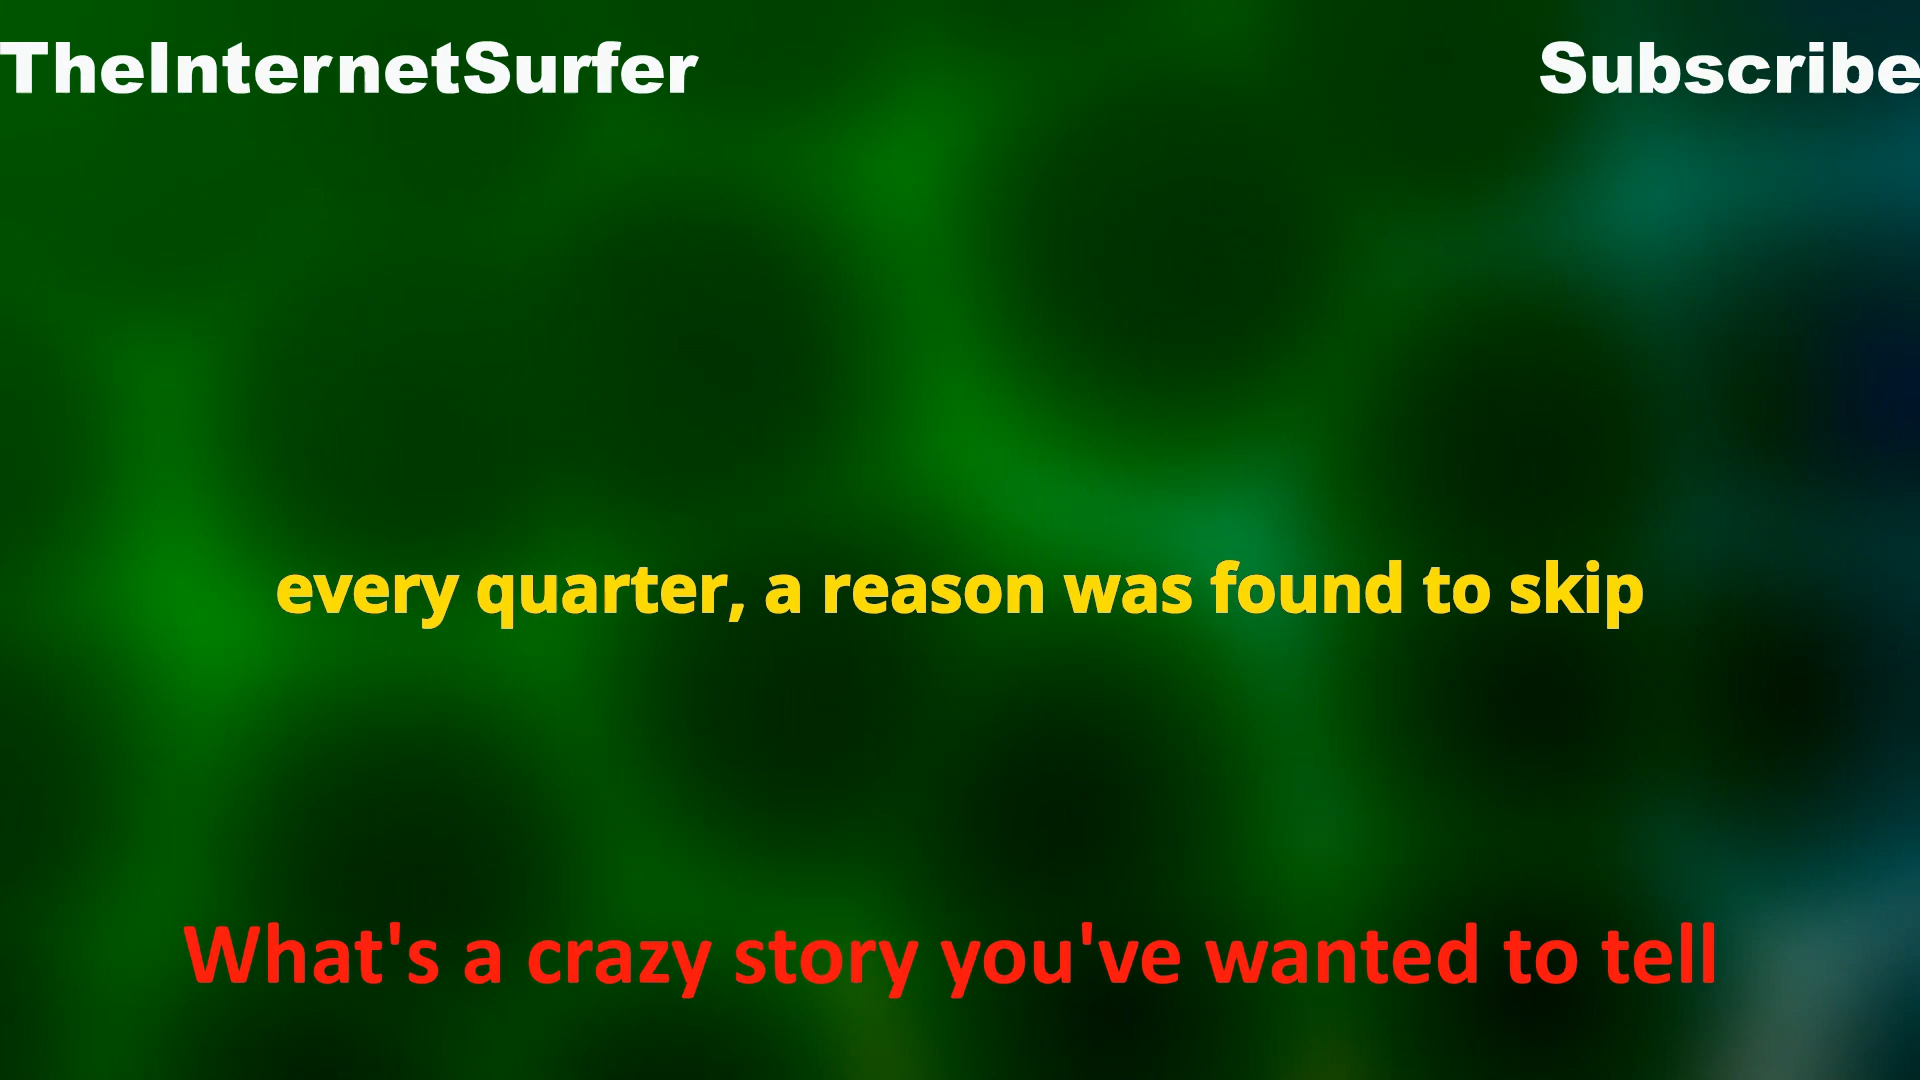 TheInternetSurfer
Subscribe
every quarter, a reason was found to skip
What's a crazy story you've wanted to tell